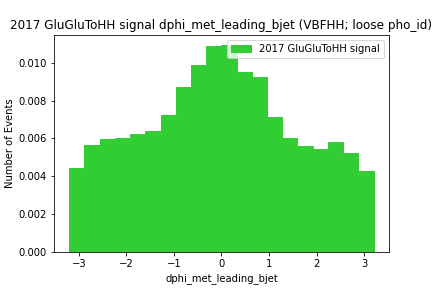 2017 GluGluToHH signal dphi_met_leading_bjet (VBFHH; loose pho_id)
2017 GluGluToHH signal
Number of Events
0.010
0.008
0.006
0.004
0.002
0.000
−3 −2 −1 0 1 2 3
dphi_met_leading_bjet